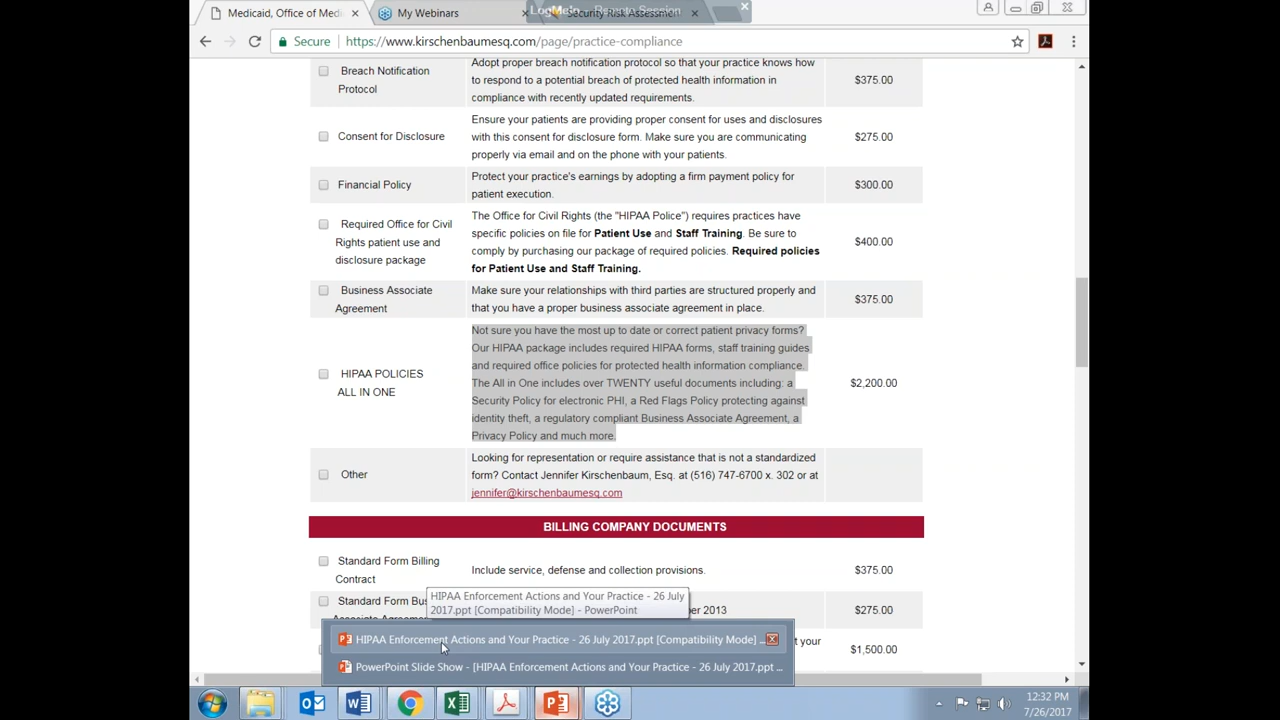 Medicaid, Office of Medi
My Webinars
Security Risk Assessmen
LogMeIn - Remote Session
Secure
https://www.kirschenbaumesq.com/page/practice-compliance
Breach Notification
Protocol
Adopt proper breach notification protocol so that your practice knows how
to respond to a potential breach of protected health information in
compliance with recently updated requirements.
$375.00
Consent for Disclosure
Ensure your patients are providing proper consent for uses and disclosures
with this consent for disclosure form. Make sure you are communicating
properly via email and on the phone with your patients.
$275.00
Financial Policy
Protect your practice's earnings by adopting a firm payment policy for
patient execution.
$300.00
Required Office for Civil
Rights patient use and
disclosure package
The Office for Civil Rights (the "HIPAA Police") requires practices have
specific policies on file for Patient Use and Staff Training. Be sure to
comply by purchasing our package of required policies. Required policies
for Patient Use and Staff Training.
$400.00
Business Associate
Agreement
Make sure your relationships with third parties are structured properly and
that you have a proper business associate agreement in place.
$375.00
HIPAA POLICIES
ALL IN ONE
Not sure you have the most up to date or correct patient privacy forms?
Our HIPAA package includes required HIPAA forms, staff training guides
and required office policies for protected health information compliance.
The All in One includes over TWENTY useful documents including: a
Security Policy for electronic PHI, a Red Flags Policy protecting against
identity theft, a regulatory compliant Business Associate Agreement, a
Privacy Policy and much more.
$2,200.00
Other
Looking for representation or require assistance that is not a standardized
form? Contact Jennifer Kirschenbaum, Esq. at (516) 747-6700 x. 302 or at
jennifer@kirschenbaumesq.com
BILLING COMPANY DOCUMENTS
Standard Form Billing
Contract
Include service, defense and collection provisions.
$375.00
Standard Form Bus
ber 2013
$275.00
HIPAA Enforcement Actions and Your Practice - 26 July
2017.ppt [Compatibility Mode] - PowerPoint
HIPAA Enforcement Actions and Your Practice - 26 July 2017.ppt [Compatibility Mode] ...
t your
$1,500.00
PowerPoint Slide Show - [HIPAA Enforcement Actions and Your Practice - 26 July 2017.ppt ...
12:32 PM
7/26/2017